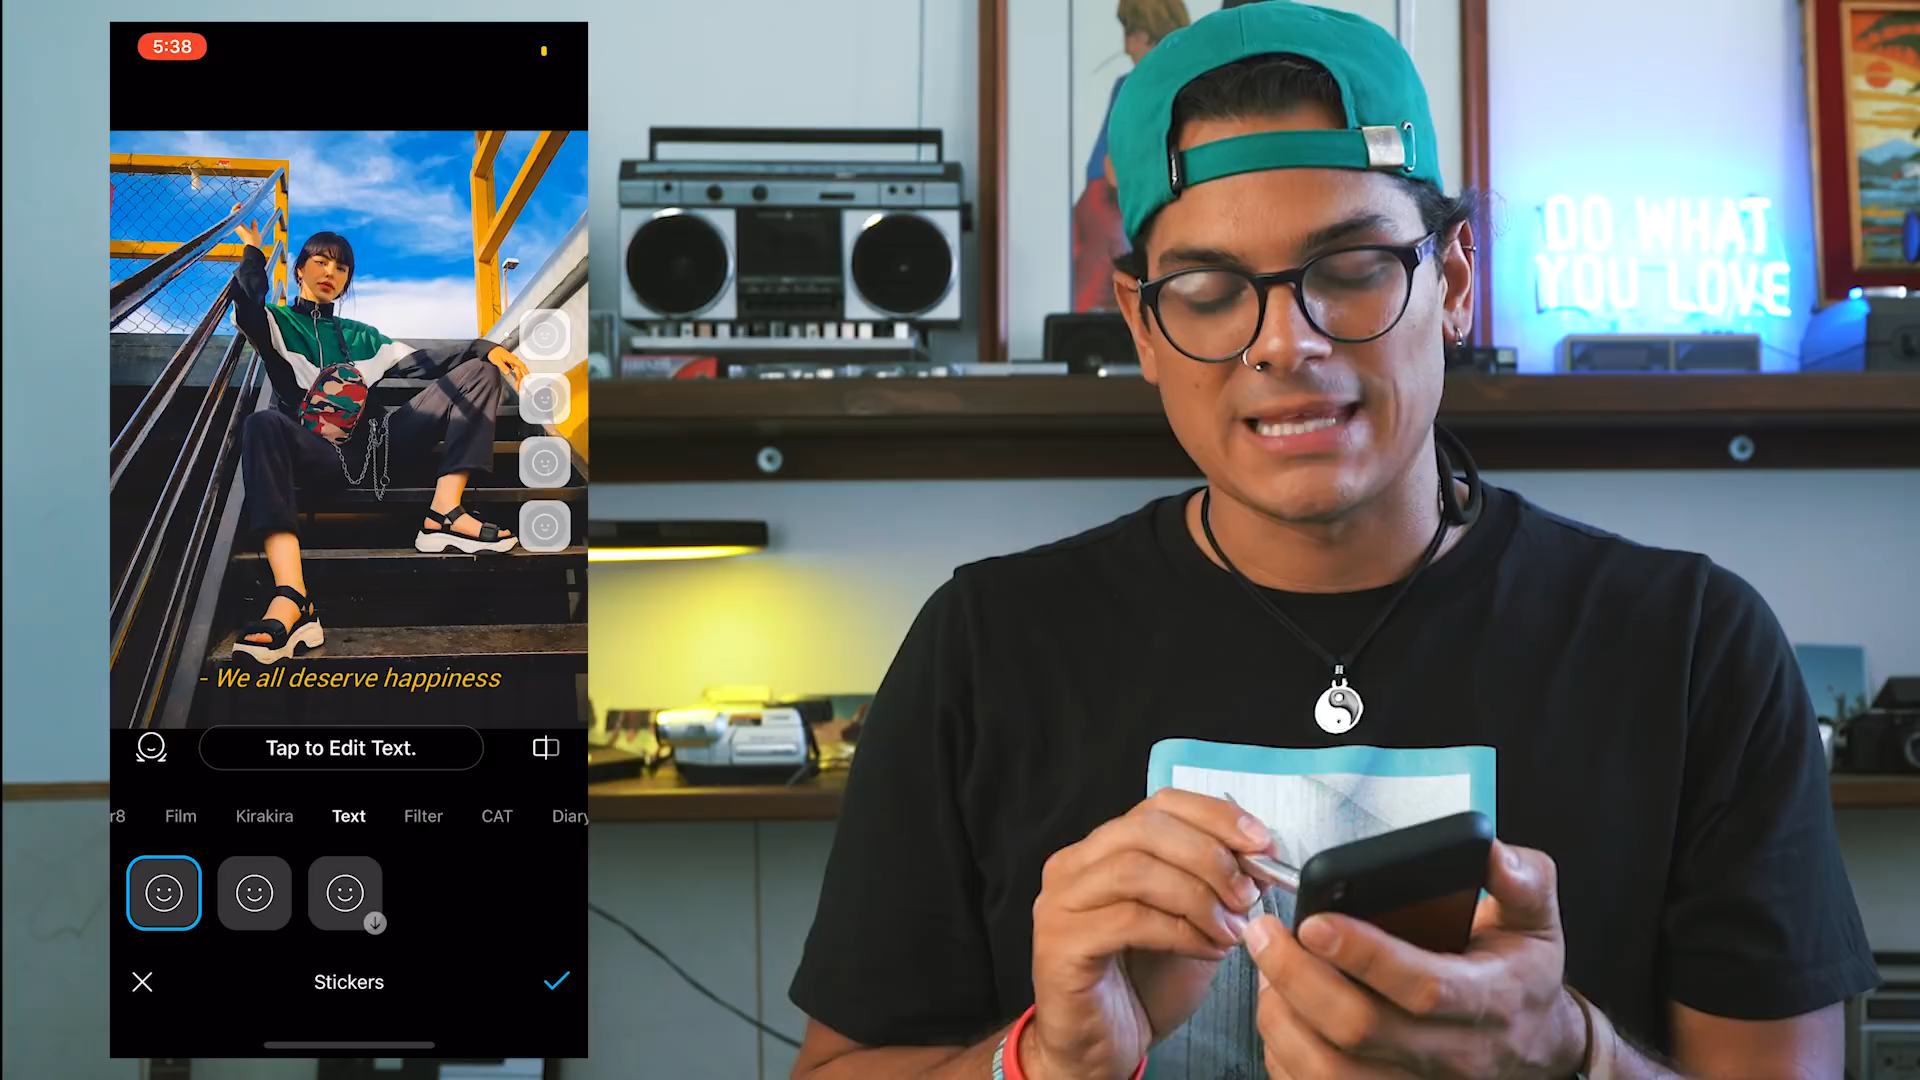 5:38
DO WHAT
YOU LOVE
- We all deserve happiness
Tap to Edit Text.
r8 Film Kirakira Text Filter CAT Diary
Stickers